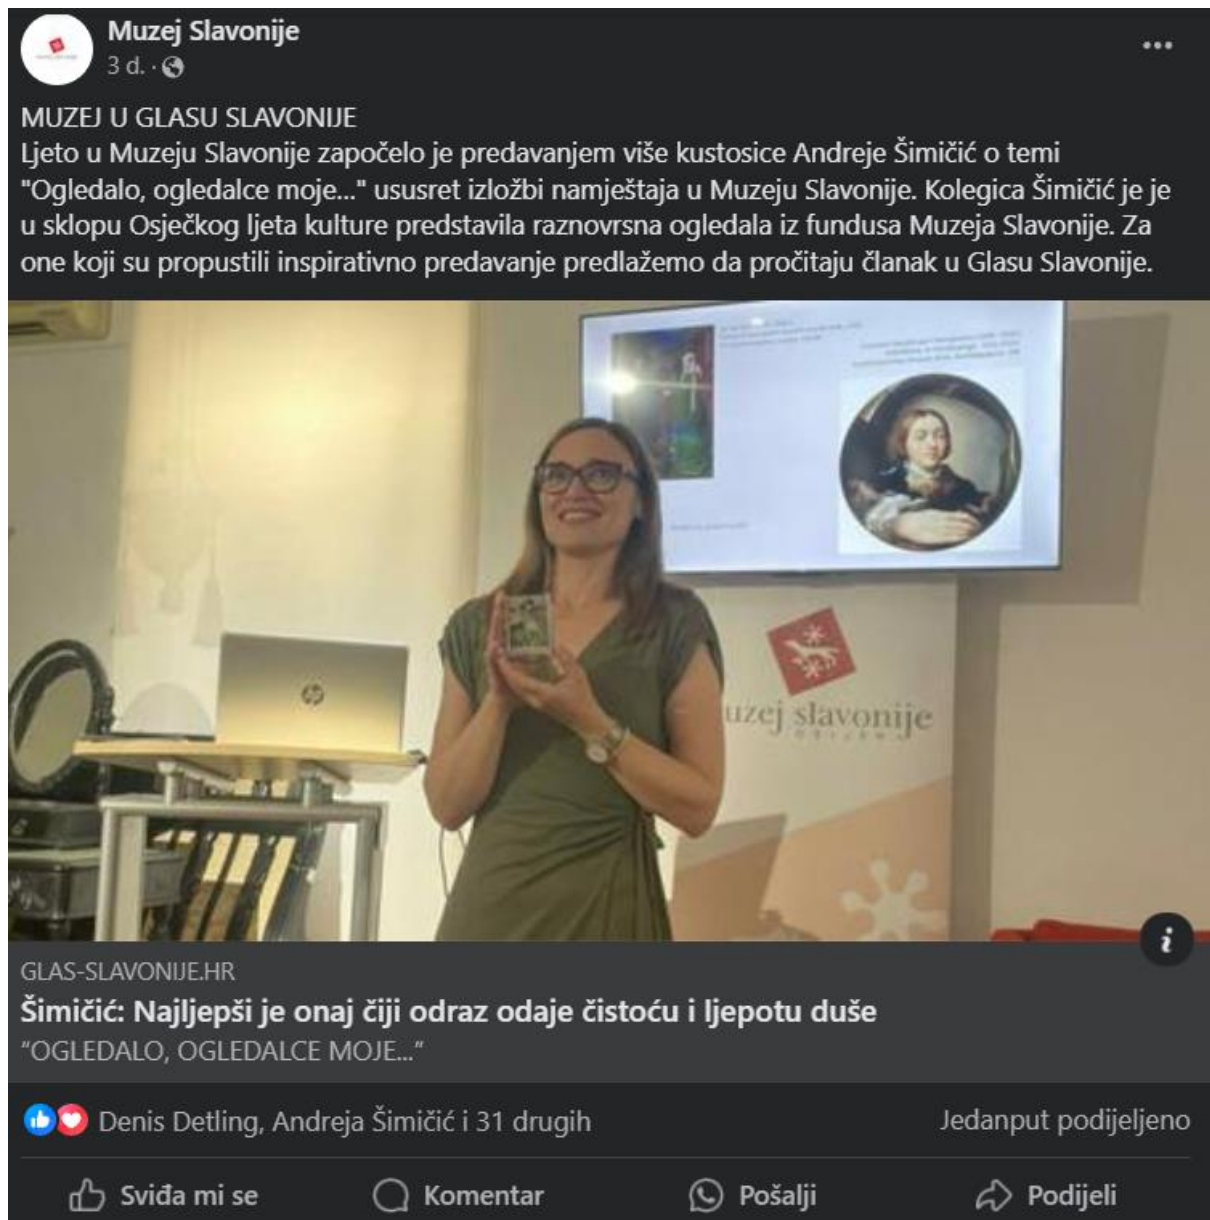 Muzej Slavonije
3 d.
MUZEJ U GLASU SLAVONIJE
Ljeto u Muzeju Slavonije započelo je predavanjem više kustosice Andreje Šimičić o temi
"Ogledalo, ogledalce moje..." ususret izložbi namještaja u Muzeju Slavonije. Kolegica Šimičić je je
u sklopu Osječkog ljeta kulture predstavila raznovrsna ogledala iz fundusa Muzeja Slavonije. Za
one koji su propustili inspirativno predavanje predlažemo da pročitaju članak u Glasu Slavonije.
hp
uzej slavonije
GLAS-SLAVONIJE.HR
Šimičić: Najljepši je onaj čiji odraz odaje čistoću i ljepotu duše
“OGLEDALO, OGLEDALCE MOJE...”
Denis Detling, Andreja Šimičić i 31 drugih
Jedanput podijeljeno
Sviđa mi se
Komentar
Pošalji
Podijeli